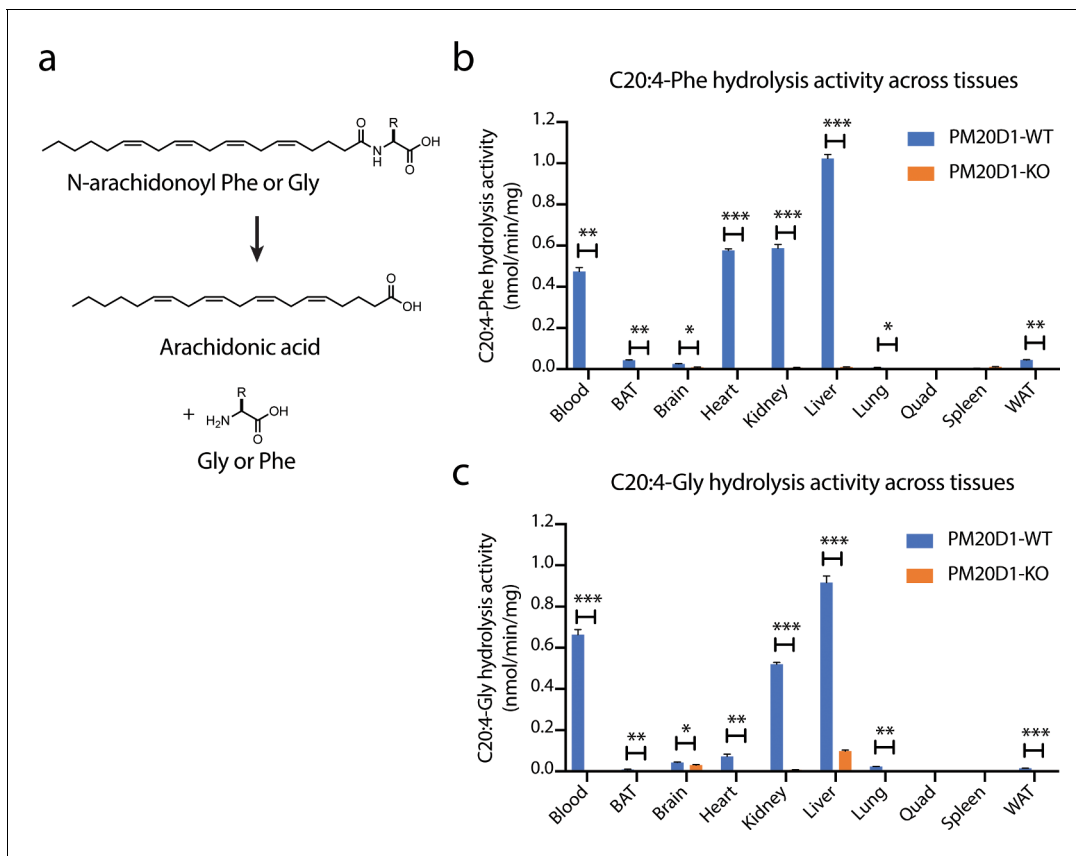 a
O
R
OH
N
H
O
N-arachidonoyl Phe or Gly
O
OH
Arachidonic acid
+
R
H₂N
OH
O
Gly or Phe
b
C20:4-Phe hydrolysis activity across tissues
C20:4-Phe hydrolysis activity
(nmol/min/mg)
1.2
1.0
0.8
0.6
0.4
0.2
0.0
**
**
*
***
***
***
*
**
PM20D1-WT
PM20D1-KO
Blood
BAT
Brain
Heart
Kidney
Liver
Lung
Quad
Spleen
WAT
c
C20:4-Gly hydrolysis activity across tissues
C20:4-Gly hydrolysis activity
(nmol/min/mg)
1.2
1.0
0.8
0.6
0.4
0.2
0.0
***
**
*
**
***
***
**
***
PM20D1-WT
PM20D1-KO
Blood
BAT
Brain
Heart
Kidney
Liver
Lung
Quad
Spleen
WAT